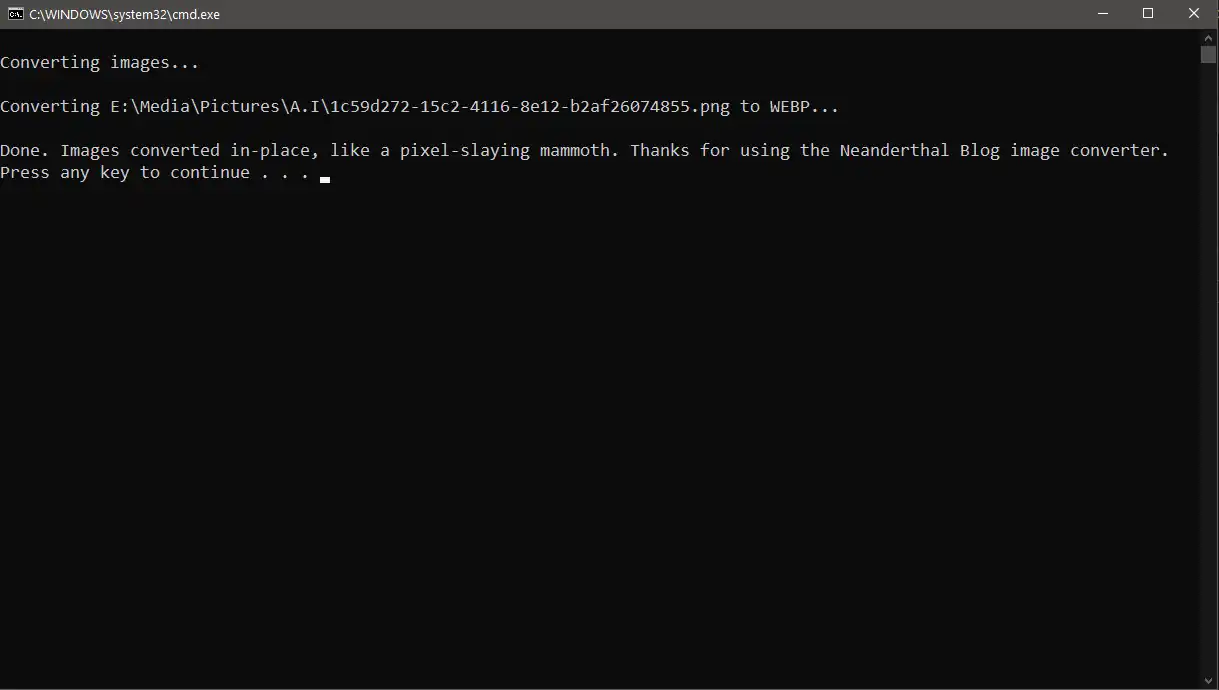 C:\WINDOWS\system32\cmd.exe
Converting images...
Converting E:\Media\Pictures\A.I\1c59d272-15c2-4116-8e12-b2af26074855.png to WEBP...
Done. Images converted in-place, like a pixel-slaying mammoth. Thanks for using the Neanderthal Blog image converter.
Press any key to continue . . .